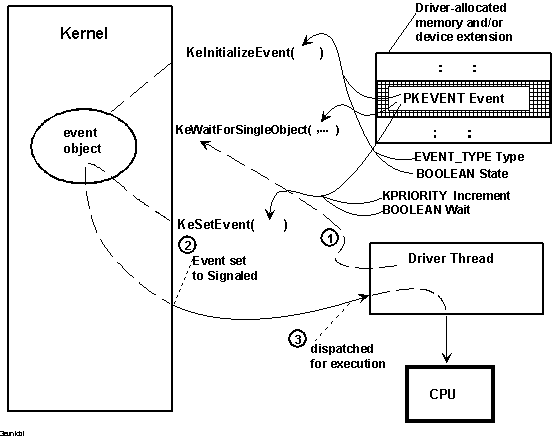 Kernel
Driver-allocated
memory and/or
device extension
KeInitializeEvent( )
: :
PKEVENT Event
event
object
KeWaitForSingleObject( ,... )
: :
EVENT_TYPE Type
BOOLEAN State
KPRIORITY Increment
BOOLEAN Wait
KeSetEvent( )
1
2
Event set
to Signaled
Driver Thread
3
dispatched
for execution
CPU